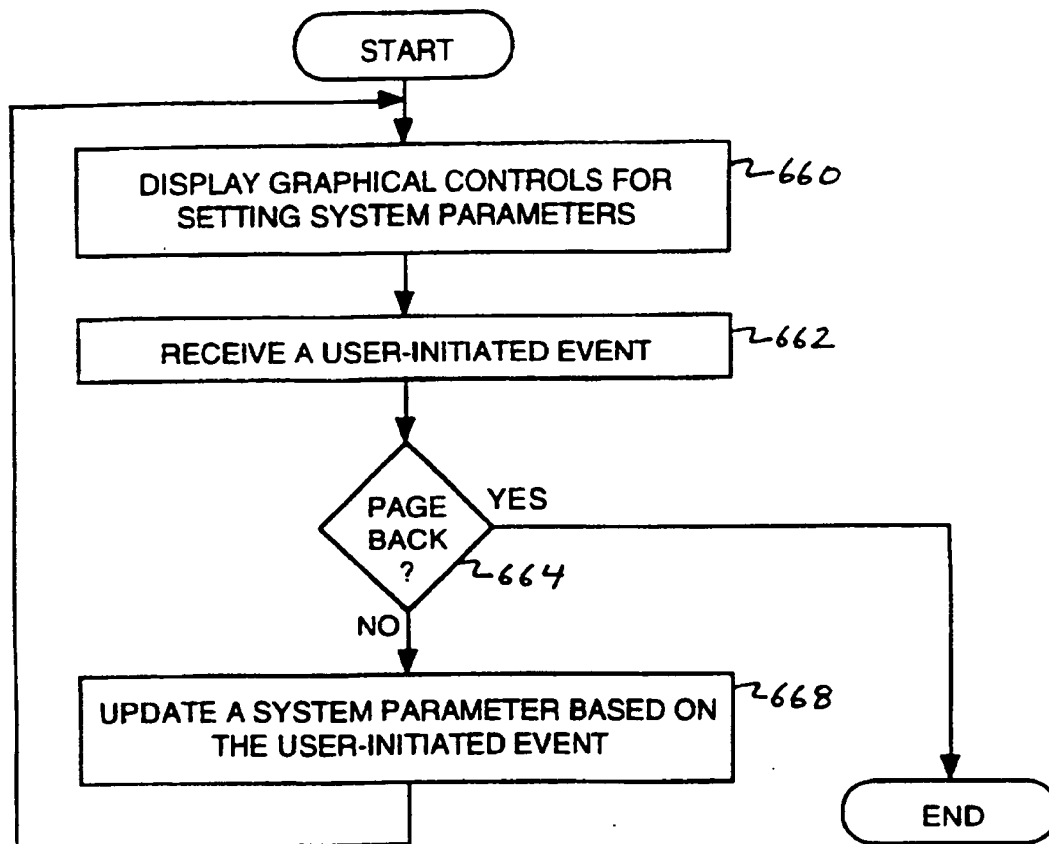 START
DISPLAY GRAPHICAL CONTROLS FOR
SETTING SYSTEM PARAMETERS
660
RECEIVE A USER-INITIATED EVENT
662
PAGE
BACK
?
YES
664
NO
UPDATE A SYSTEM PARAMETER BASED ON
THE USER-INITIATED EVENT
668
END